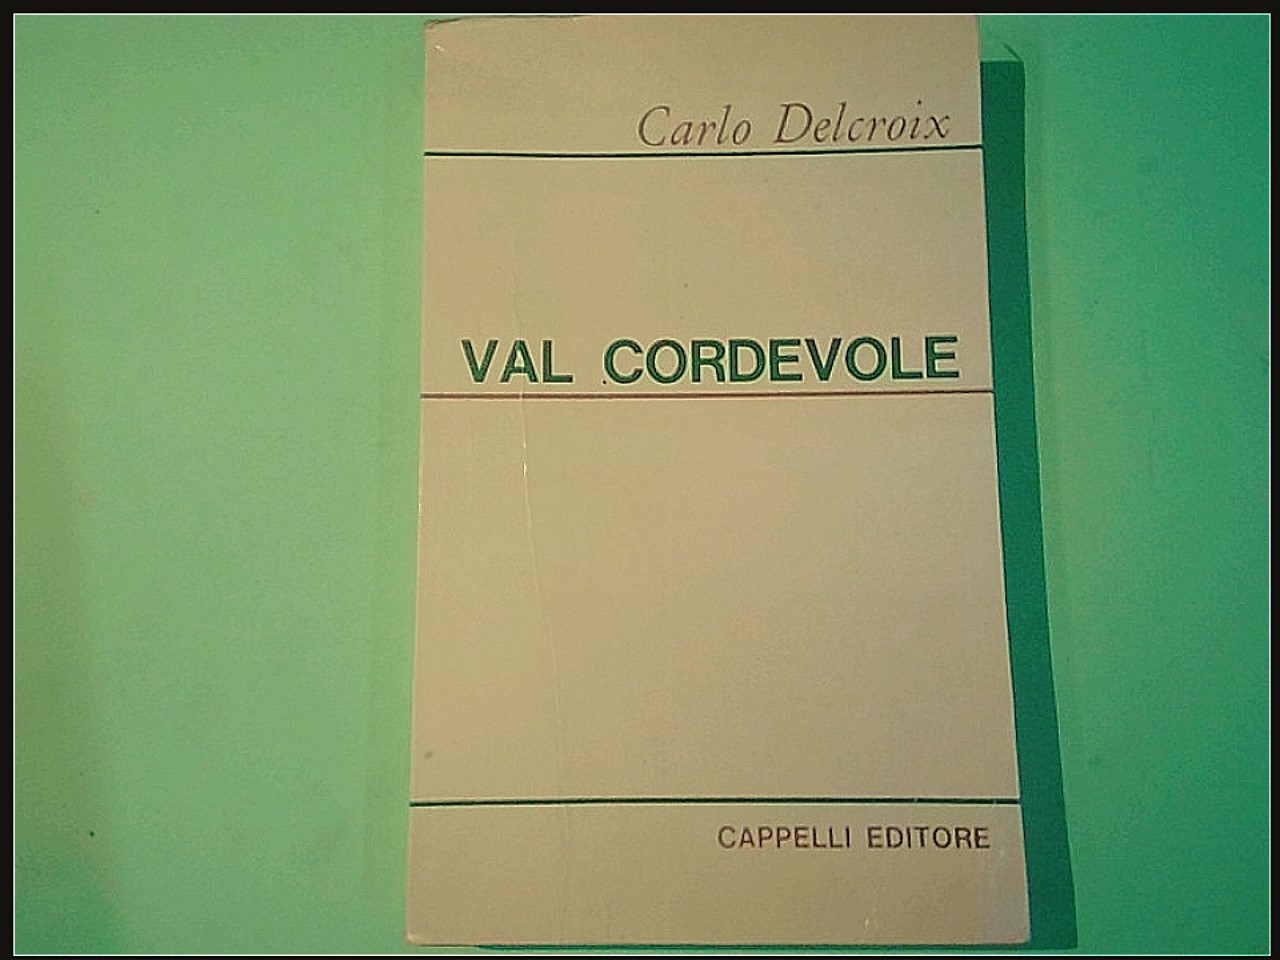 Carlo Delcroix
VAL CORDEVOLE
CAPPELLI EDITORE